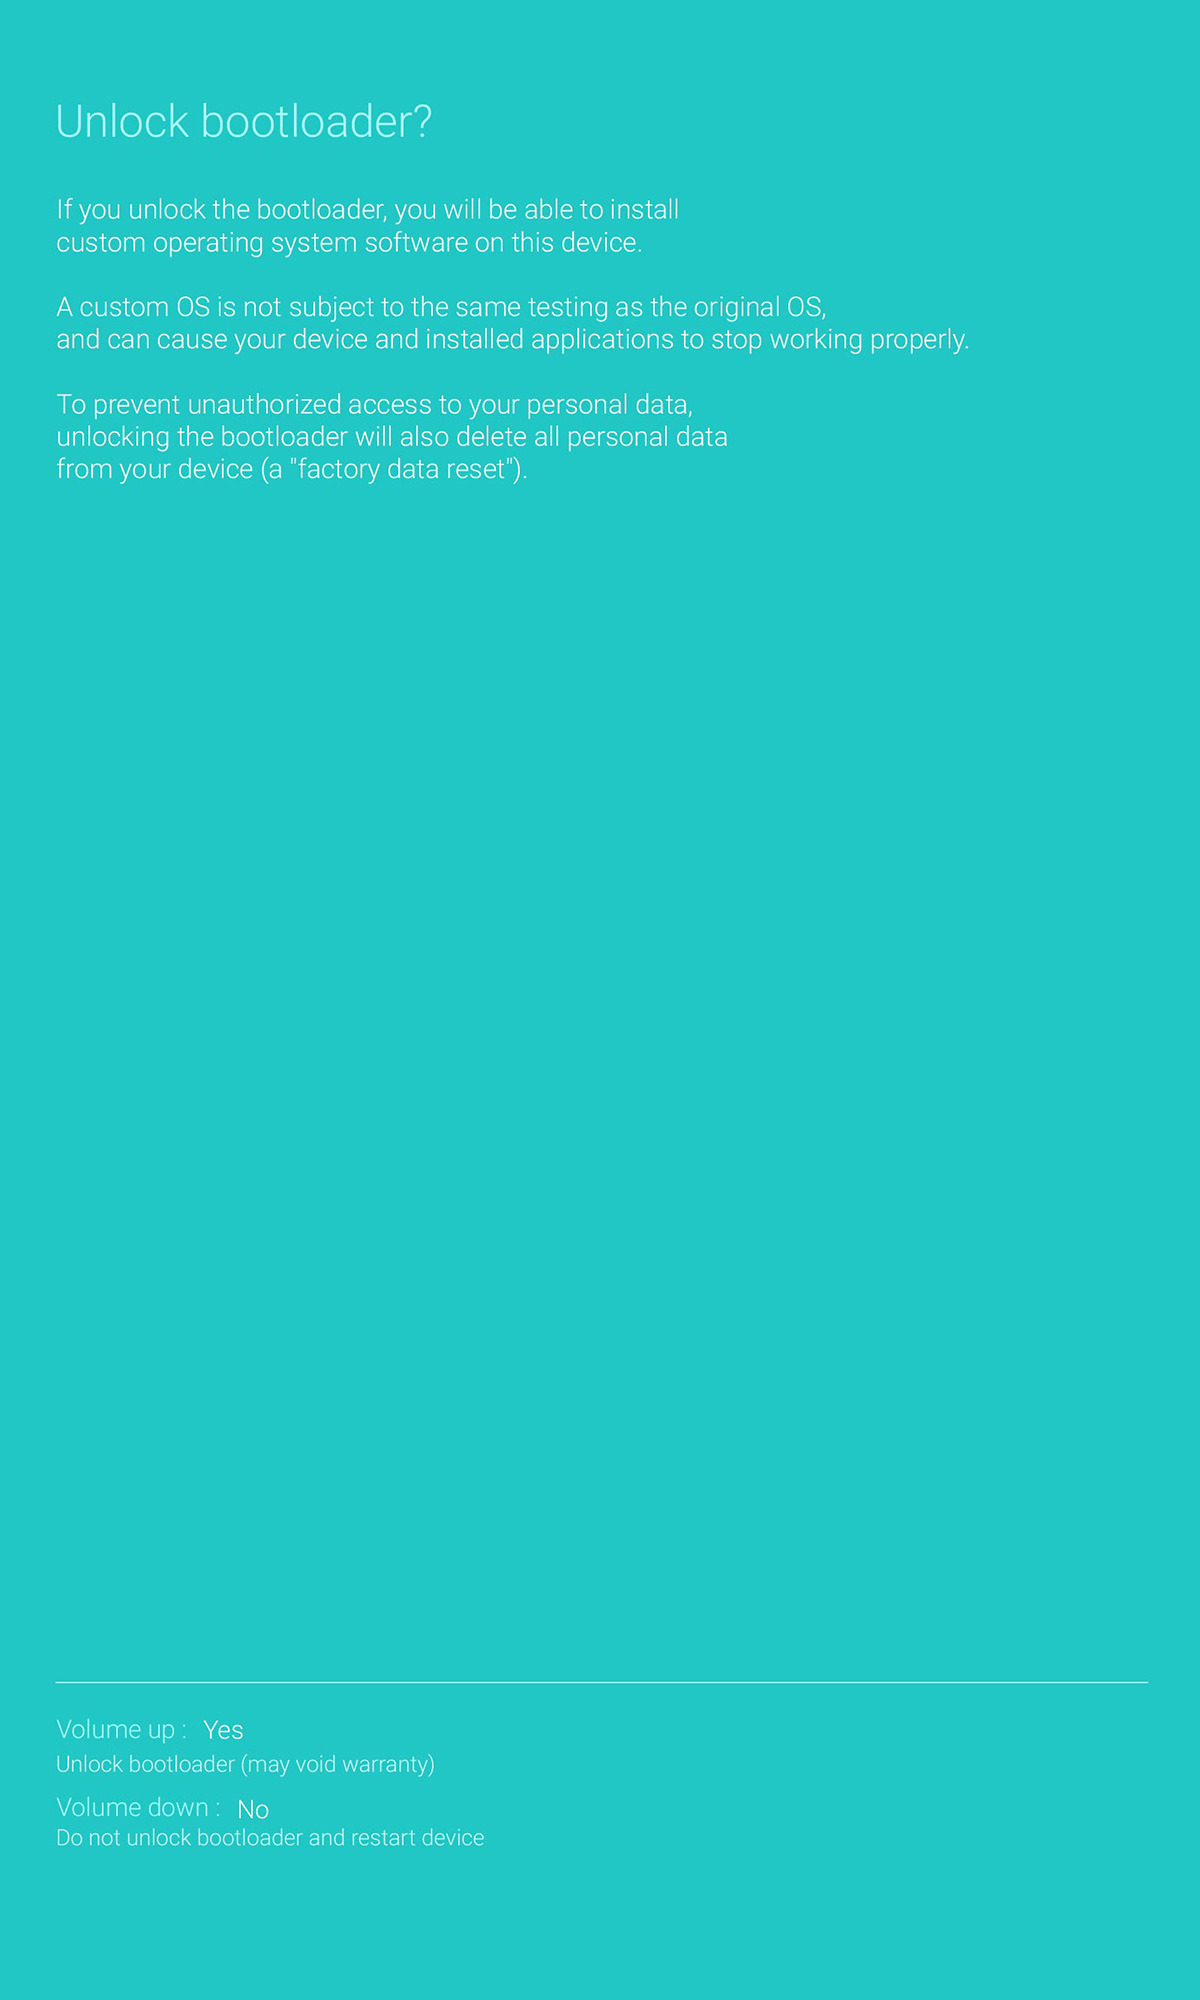 Unlock bootloader?
If you unlock the bootloader, you will be able to install
custom operating system software on this device.
A custom OS is not subject to the same testing as the original OS,
and can cause your device and installed applications to stop working properly.
To prevent unauthorized access to your personal data,
unlocking the bootloader will also delete all personal data
from your device (a "factory data reset").
Volume up : Yes
Unlock bootloader (may void warranty)
Volume down : No
Do not unlock bootloader and restart device